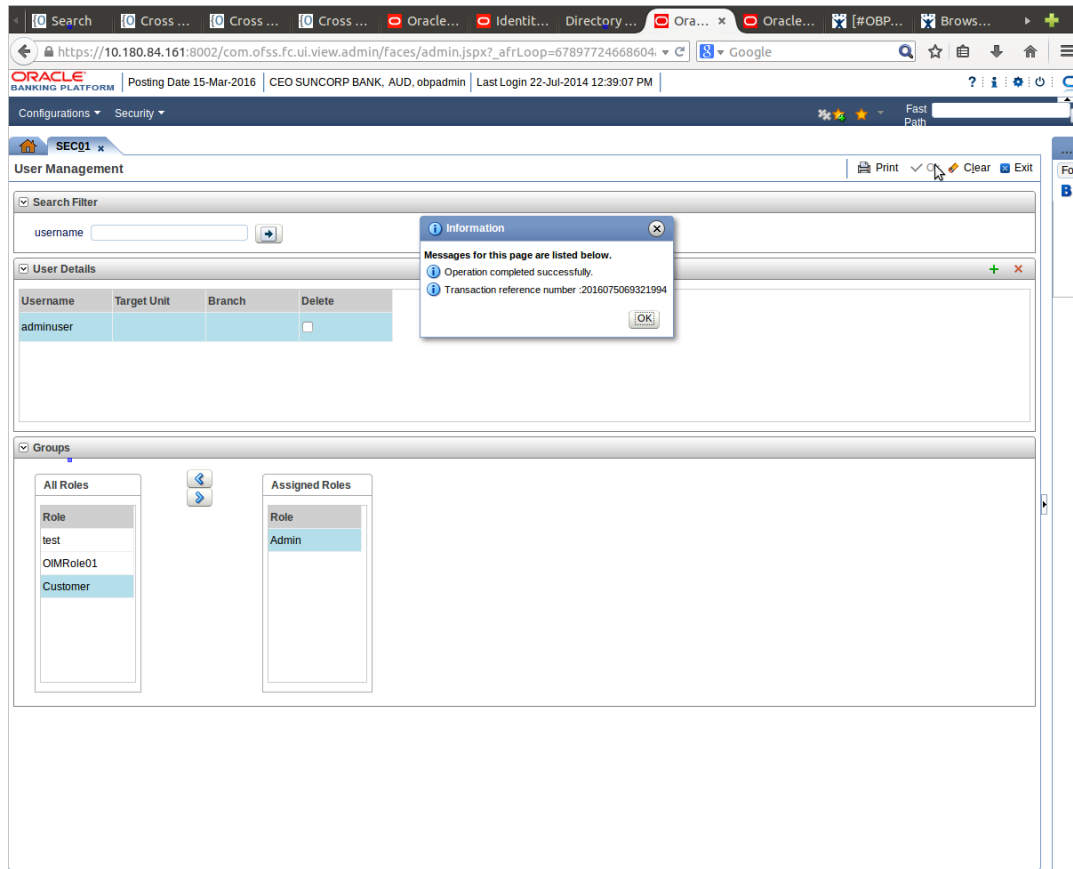 Search
Cross ...
Cross ...
Cross ...
Oracle...
Identit...
Directory ...
Ora... ×
Oracle...
[#OBP...
Brows...
https://10.180.84.161:8002/com.ofss.fc.ui.view.admin/faces/admin.jspx?_afrLoop=67897724668604
8 Google
ORACLE
BANKING PLATFORM
Posting Date 15-Mar-2016
CEO SUNCORP BANK, AUD, obpadmin
Last Login 22-Jul-2014 12:39:07 PM
Configurations
Security
Fast
Path
SEC01 x
User Management
Print
Clear
Exit
Fo
B
Search Filter
username
Information
Messages for this page are listed below.
Operation completed successfully.
Transaction reference number :2016075069321994
OK
User Details
Username Target Unit Branch Delete
adminuser
Groups
All Roles
Role
test
OIMRole01
Customer
Assigned Roles
Role
Admin